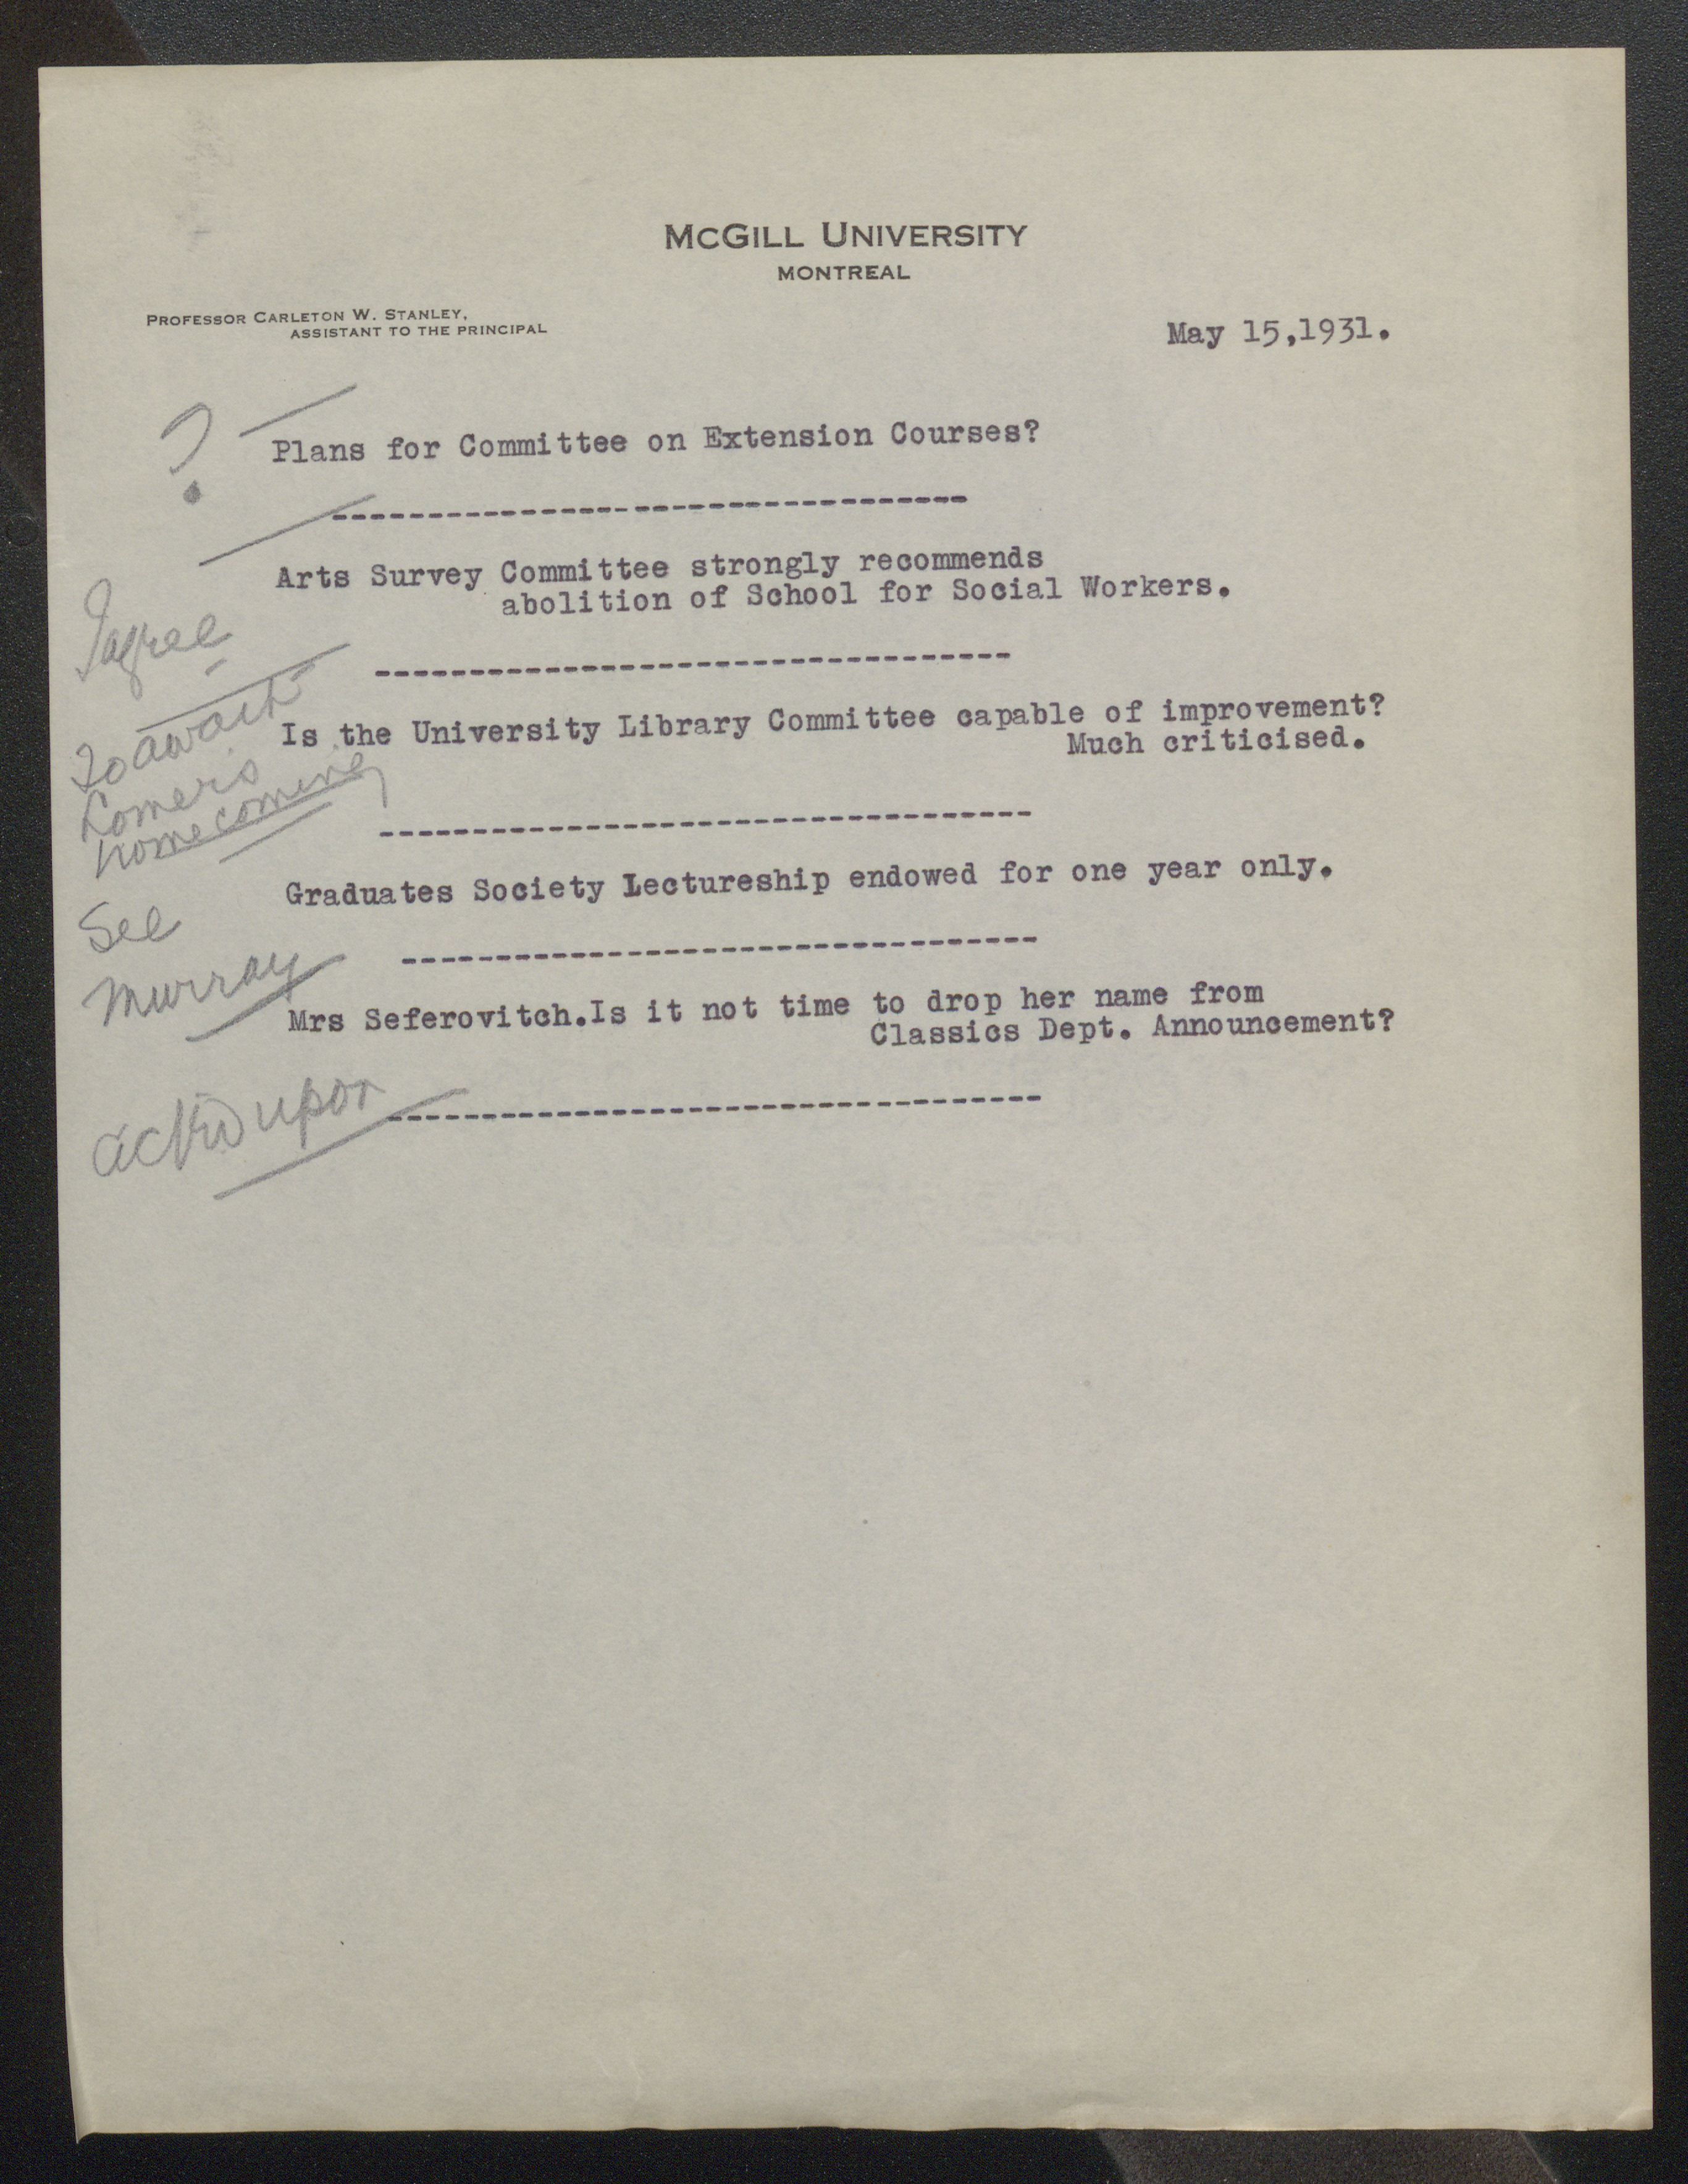 McGILL UNIVERSITY
MONTREAL
PROFESSOR CARLETON W. STANLEY,
ASSISTANT TO THE PRINCIPAL
May 15,1931.
?
Plans for Committee on Extension Courses?
----------------------------------
Arts Survey Committee strongly recommends
abolition of School for Social Workers.
I agree
----------------------------------
Is the University Library Committee capable of improvement?
Much criticised.
To await
Lomer's
homecoming
----------------------------------
Graduates Society Lectureship endowed for one year only.
See
Murray
----------------------------------
Mrs Seferovitch.Is it not time to drop her name from
Classics Dept. Announcement?
acted upon
----------------------------------